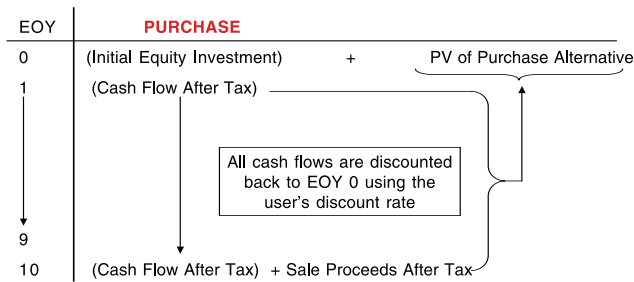 EOY PURCHASE
0 (Initial Equity Investment) + PV of Purchase Alternative
1 (Cash Flow After Tax)
All cash flows are discounted
back to EOY 0 using the
user's discount rate
9
10 (Cash Flow After Tax) + Sale Proceeds After Tax